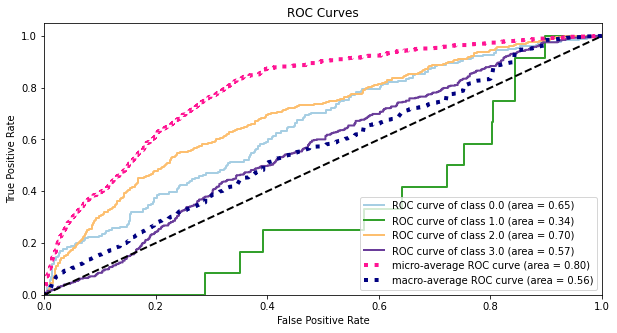 ROC Curves
True Positive Rate
1.0
0.8
0.6
0.4
0.2
0.0
ROC curve of class 0.0 (area = 0.65)
ROC curve of class 1.0 (area = 0.34)
ROC curve of class 2.0 (area = 0.70)
ROC curve of class 3.0 (area = 0.57)
micro-average ROC curve (area = 0.80)
macro-average ROC curve (area = 0.56)
0.0 0.2 0.4 0.6 0.8 1.0
False Positive Rate